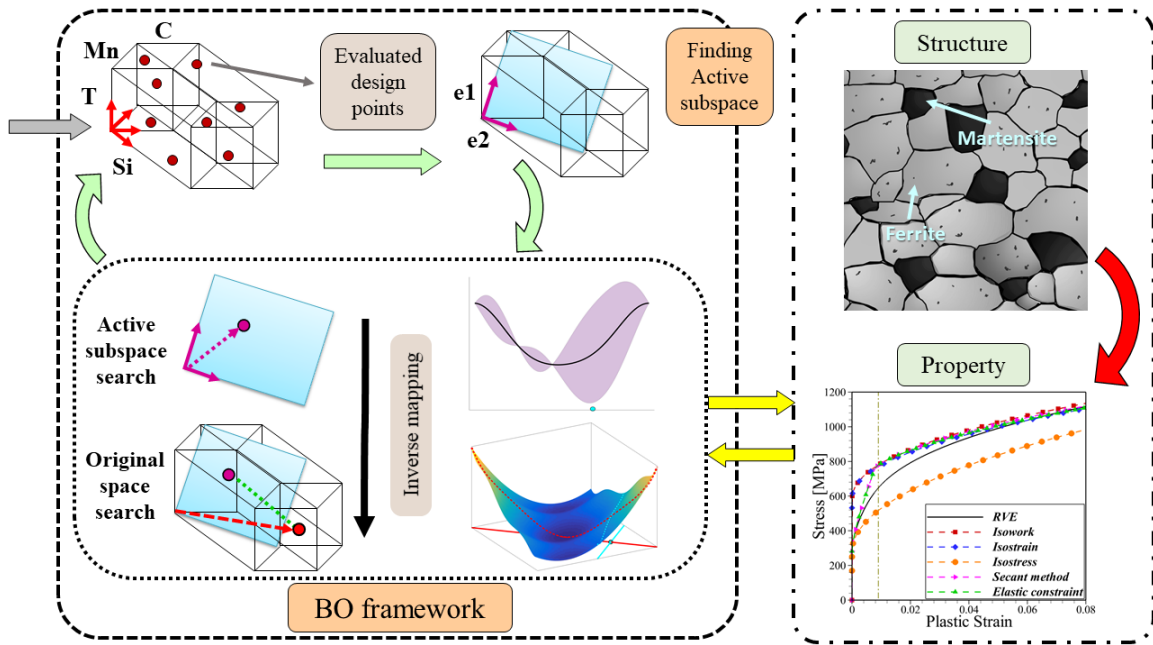 C
Mn
T
Si
Evaluated
design
points
e1
e2
Finding
Active
subspace
Active
subspace
search
Original
space
search
Inverse mapping
BO framework
Structure
Martensite
Ferrite
Property
Stress [MPa]
1200
1000
800
600
400
200
0
0
0.02
0.04
0.06
0.08
Plastic Strain
RVE
Isowork
Isostrain
Isostress
Secant method
Elastic constraint